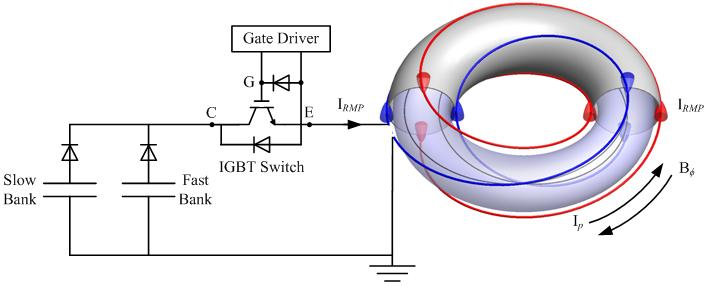 Gate Driver
G
C
E
I_RMP
I_RMP
IGBT Switch
Slow
Bank
Fast
Bank
B_ϕ
I_p